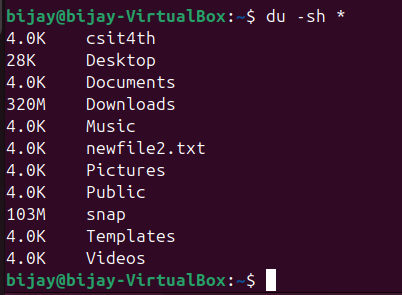 bijay@bijay-VirtualBox:~$ du -sh *
4.0K    csit4th
28K     Desktop
4.0K    Documents
320M    Downloads
4.0K    Music
4.0K    newfile2.txt
4.0K    Pictures
4.0K    Public
103M    snap
4.0K    Templates
4.0K    Videos
bijay@bijay-VirtualBox:~$